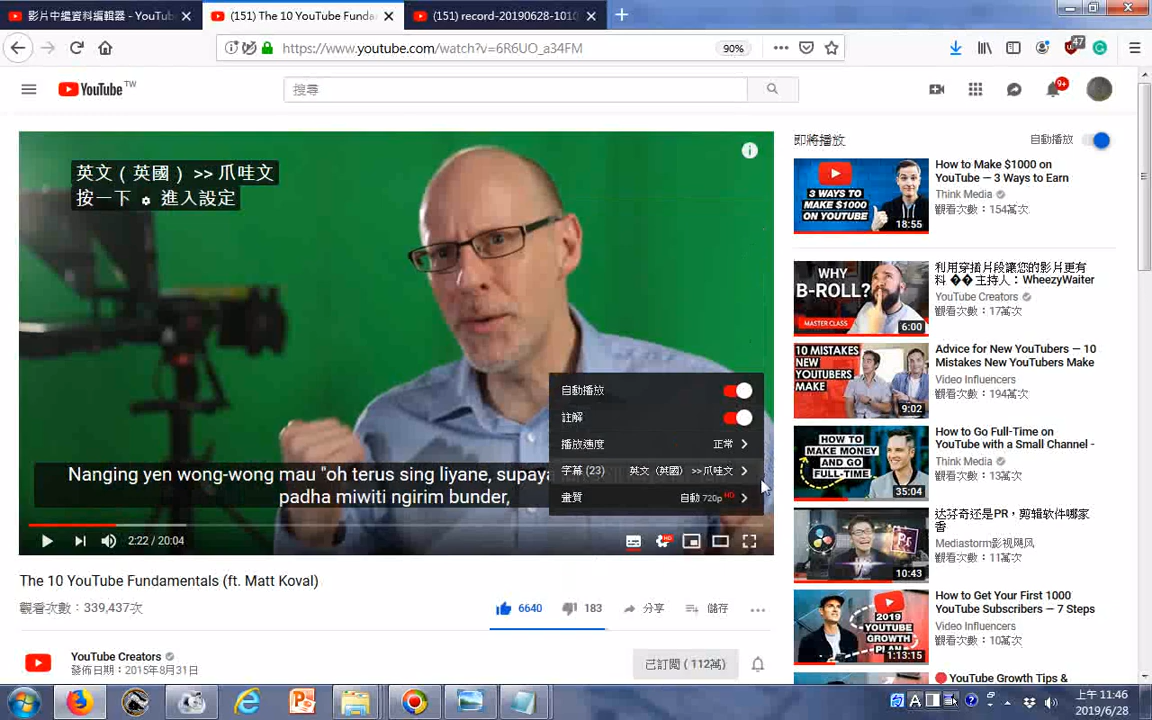 影片中繼資料編輯器 - YouTub
(151) The 10 YouTube Funda
(151) record-20190628-1010
https://www.youtube.com/watch?v=6R6UO_a34FM
90%
47
YouTube TW
搜尋
9+
英文（英國）>> 爪哇文
按一下 進入設定
自動播放
註解
播放速度 正常
字幕 (23) 英文（英國） >>爪哇文
畫質 自動 720p HD
Nanging yen wong-wong mau "oh terus sing liyane, supaya
padha miwiti ngirim bunder,
2:22 / 20:04
HD
The 10 YouTube Fundamentals (ft. Matt Koval)
觀看次數：339,437次
6640
183
分享
儲存
YouTube Creators
發佈日期：2015年8月31日
已訂閱 (112萬)
即將播放
自動播放
3 WAYS TO
MAKE $1000
ON YOUTUBE
18:55
How to Make $1000 on
YouTube — 3 Ways to Earn
Think Media
觀看次數：154萬次
WHY
B-ROLL?
MASTER CLASS
6:00
利用穿插片段讓您的影片更有
料 �� 主持人：WheezyWaiter
YouTube Creators
觀看次數：17萬次
10 MISTAKES
NEW
YOUTUBERS
MAKE
9:02
Advice for New YouTubers — 10
Mistakes New YouTubers Make
Video Influencers
觀看次數：194萬次
HOW TO
MAKE MONEY
AND GO
FULL-TIME
35:04
How to Go Full-Time on
YouTube with a Small Channel -
Think Media
觀看次數：13萬次
Pr
10:43
达芬奇还是PR，剪辑软件哪家
香
Mediastorm影视飓风
觀看次數：11萬次
2019
YOUTUBE
GROWTH
PLAN
1:13:15
How to Get Your First 1000
YouTube Subscribers — 7 Steps
Video Influencers
觀看次數：10萬次
YouTube Growth Tips &
上午 11:46
2019/6/28